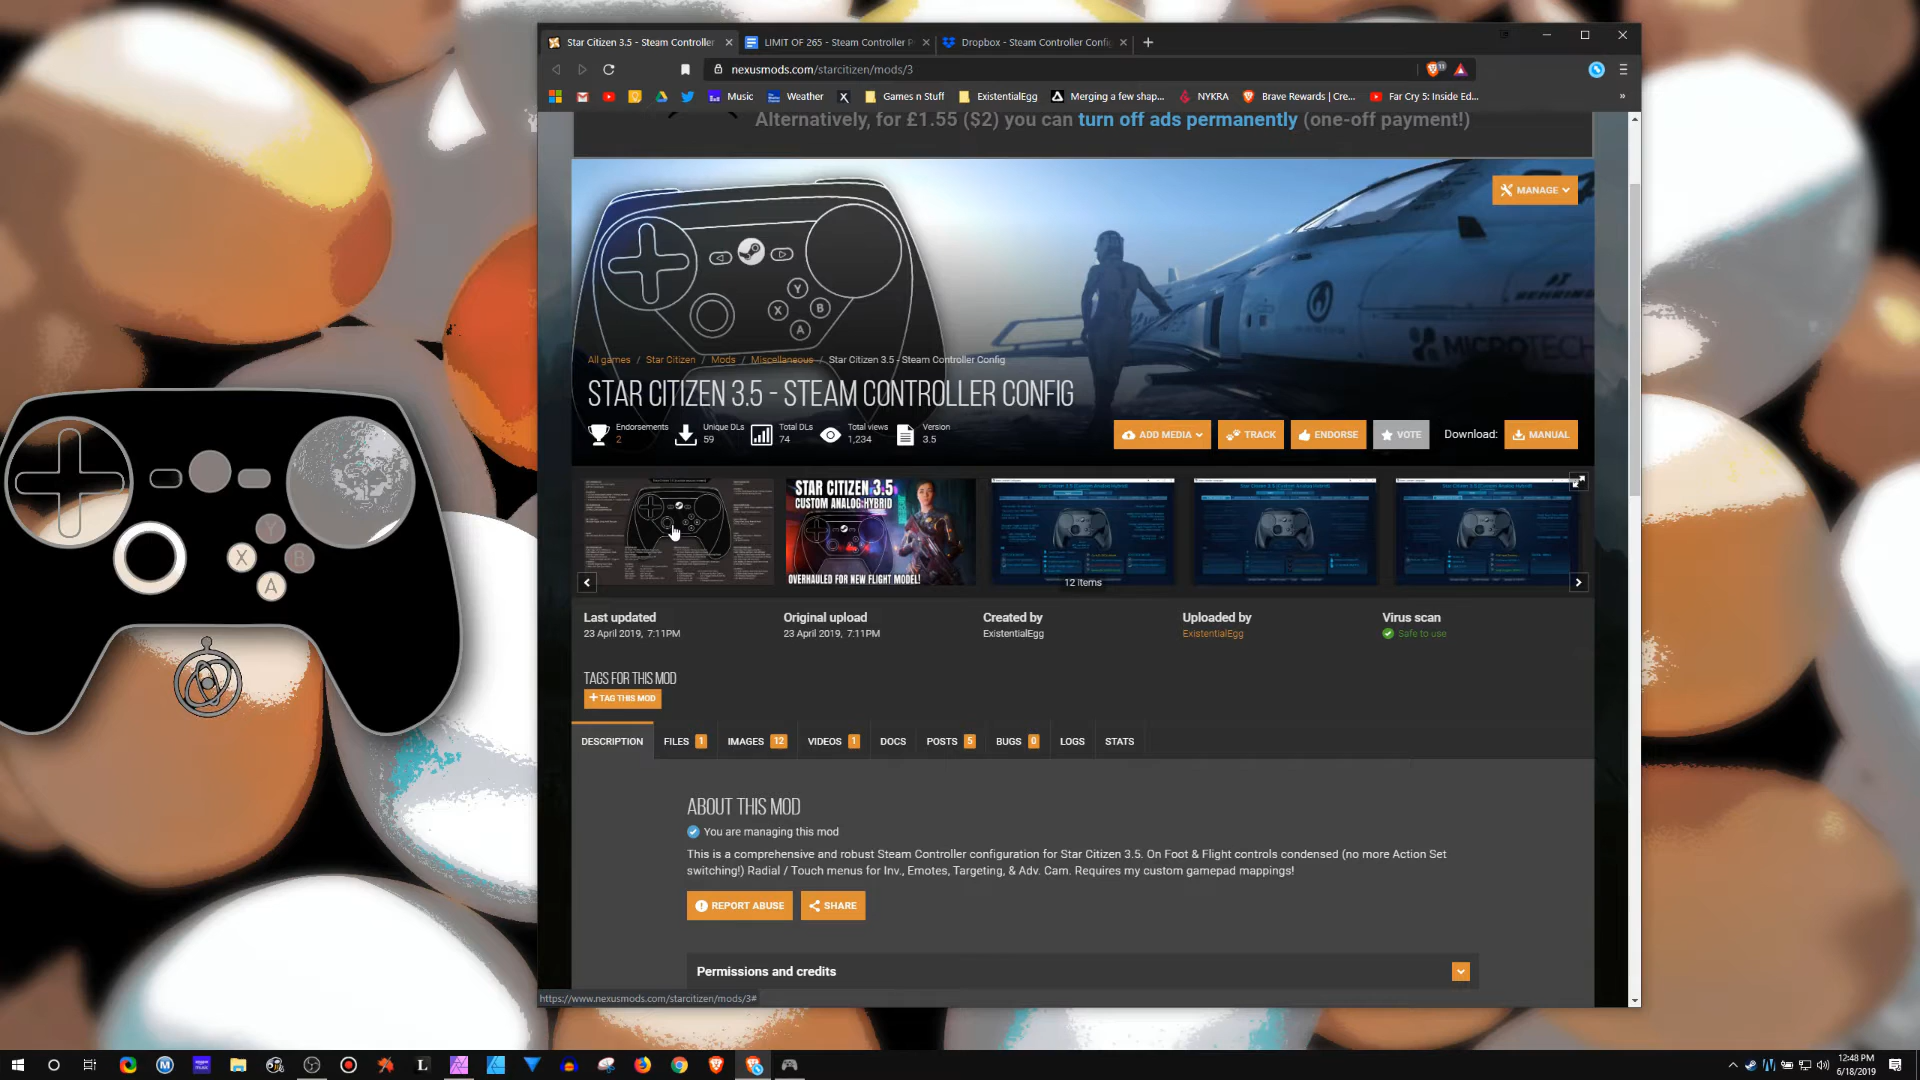 Star Citizen 3.5 - Steam Controller
LIMIT OF 265 - Steam Controller P
Dropbox - Steam Controller Config
nexusmods.com/starcitizen/mods/3
Music
Weather
Games n Stuff
ExistentialEgg
Merging a few shap...
NYKRA
Brave Rewards | Cre...
Far Cry 5: Inside Ed...
Alternatively, for £1.55 ($2) you can turn off ads permanently (one-off payment!)
MANAGE
Y
X
B
A
MICROTECH
All games / Star Citizen / Mods / Miscellaneous / Star Citizen 3.5 - Steam Controller Config
STAR CITIZEN 3.5 - STEAM CONTROLLER CONFIG
Endorsements
2
Unique DLs
59
Total DLs
74
Total views
1,234
Version
3.5
ADD MEDIA
TRACK
ENDORSE
VOTE
Download:
MANUAL
STAR CITIZEN 3.5
CUSTOM ANALOG HYBRID
OVERHAULED FOR NEW FLIGHT MODEL!
12 Items
Last updated
23 April 2019, 7:11PM
Original upload
23 April 2019, 7:11PM
Created by
ExistentialEgg
Uploaded by
ExistentialEgg
Virus scan
Safe to use
TAGS FOR THIS MOD
+ TAG THIS MOD
DESCRIPTION
FILES 1
IMAGES 12
VIDEOS 1
DOCS
POSTS 5
BUGS 0
LOGS
STATS
ABOUT THIS MOD
You are managing this mod
This is a comprehensive and robust Steam Controller configuration for Star Citizen 3.5. On Foot & Flight controls condensed (no more Action Set
switching!) Radial / Touch menus for Inv., Emotes, Targeting, & Adv. Cam. Requires my custom gamepad mappings!
REPORT ABUSE
SHARE
Permissions and credits
https://www.nexusmods.com/starcitizen/mods/3#
Y
X
B
A
12:48 PM
6/18/2019